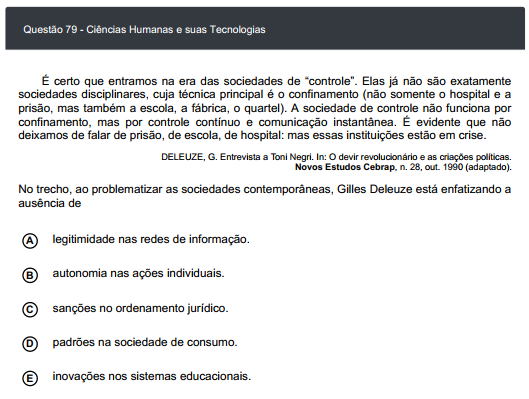 Questão 79 - Ciências Humanas e suas Tecnologias
É certo que entramos na era das sociedades de “controle”. Elas já não são exatamente
sociedades disciplinares, cuja técnica principal é o confinamento (não somente o hospital e a
prisão, mas também a escola, a fábrica, o quartel). A sociedade de controle não funciona por
confinamento, mas por controle contínuo e comunicação instantânea. É evidente que não
deixamos de falar de prisão, de escola, de hospital: mas essas instituições estão em crise.
DELEUZE, G. Entrevista a Toni Negri. In: O devir revolucionário e as criações políticas.
Novos Estudos Cebrap, n. 28, out. 1990 (adaptado).
No trecho, ao problematizar as sociedades contemporâneas, Gilles Deleuze está enfatizando a
ausência de
A legitimidade nas redes de informação.
B autonomia nas ações individuais.
C sanções no ordenamento jurídico.
D padrões na sociedade de consumo.
E inovações nos sistemas educacionais.